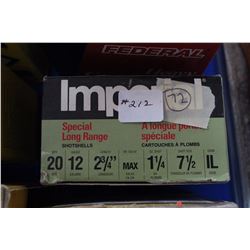 FEDERAL
Imperial
#212
72
Special
Long Range
SHOTSHELLS
A longue portée
spéciale
CARTOUCHES À PLOMBS
20 12 2¾" MAX 1¼ 7½ IL